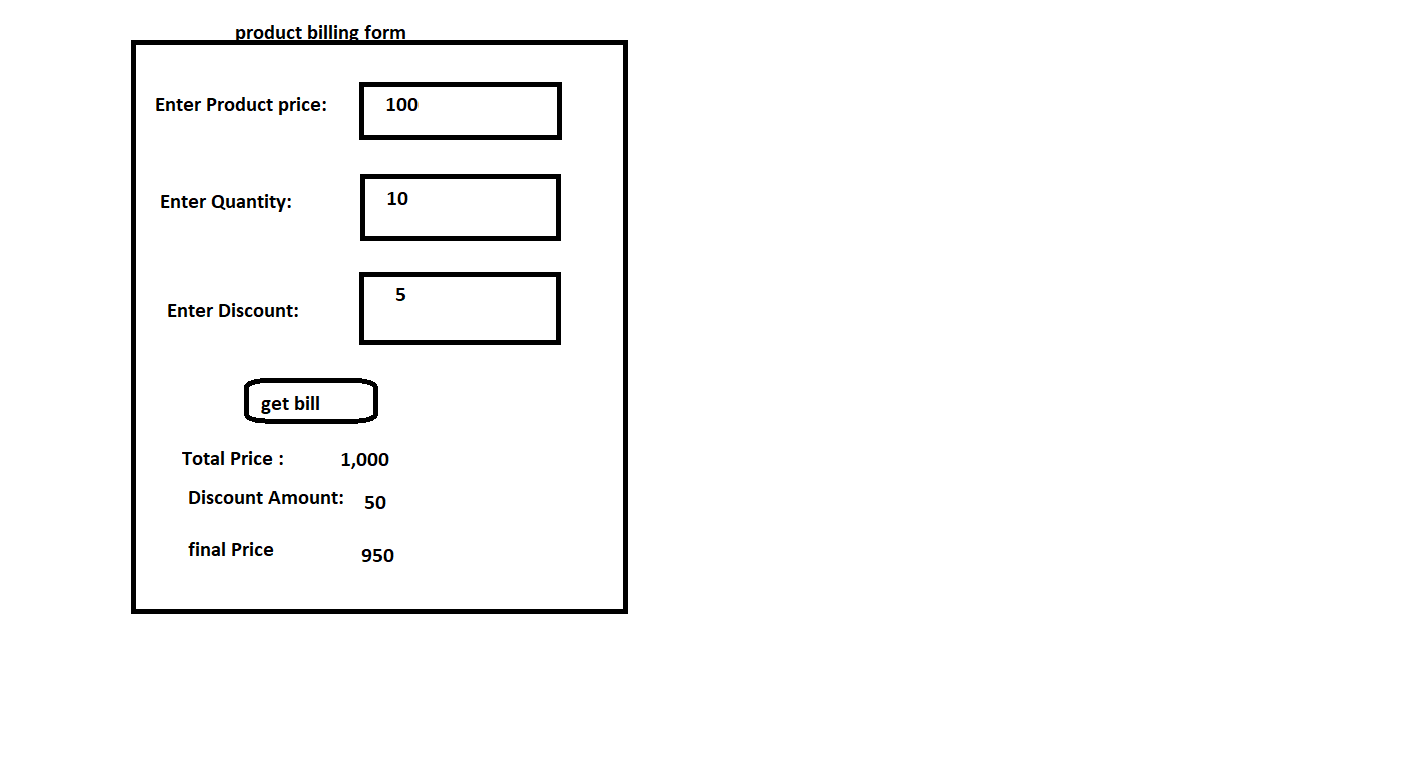 product billing form
Enter Product price: 100
Enter Quantity: 10
Enter Discount: 5
get bill
Total Price : 1,000
Discount Amount: 50
final Price 950